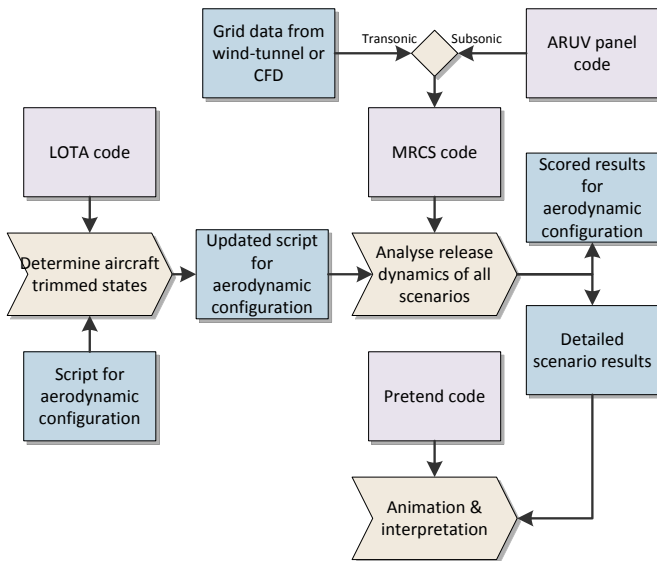 Grid data from
wind-tunnel or
CFD
Transonic
Subsonic
ARUV panel
code
LOTA code
MRCS code
Scored results
for
aerodynamic
configuration
Determine aircraft
trimmed states
Updated script
for
aerodynamic
configuration
Analyse release
dynamics of all
scenarios
Script for
aerodynamic
configuration
Detailed
scenario results
Pretend code
Animation &
interpretation